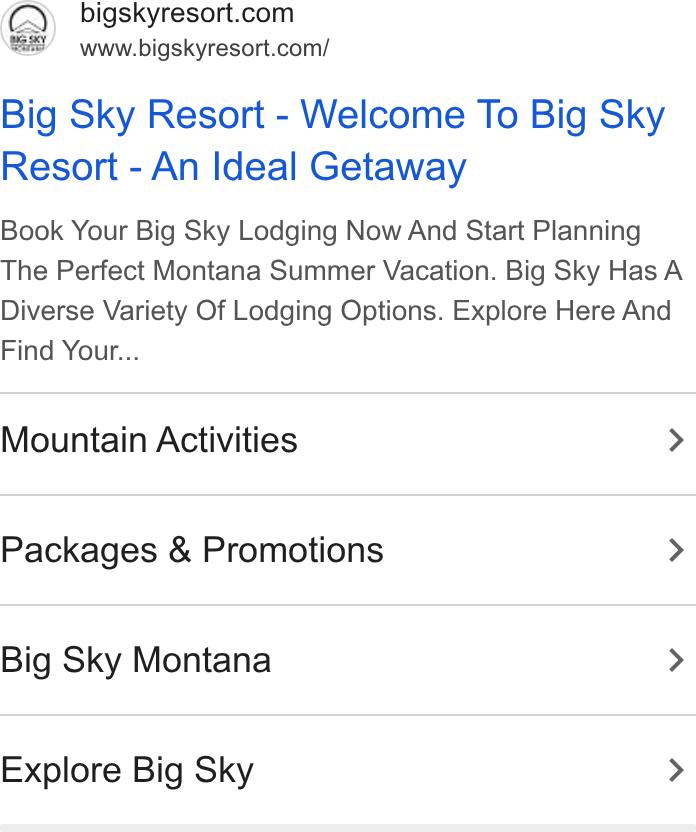 bigskyresort.com
www.bigskyresort.com/
Big Sky Resort - Welcome To Big Sky
Resort - An Ideal Getaway
Book Your Big Sky Lodging Now And Start Planning
The Perfect Montana Summer Vacation. Big Sky Has A
Diverse Variety Of Lodging Options. Explore Here And
Find Your...
Mountain Activities
Packages & Promotions
Big Sky Montana
Explore Big Sky